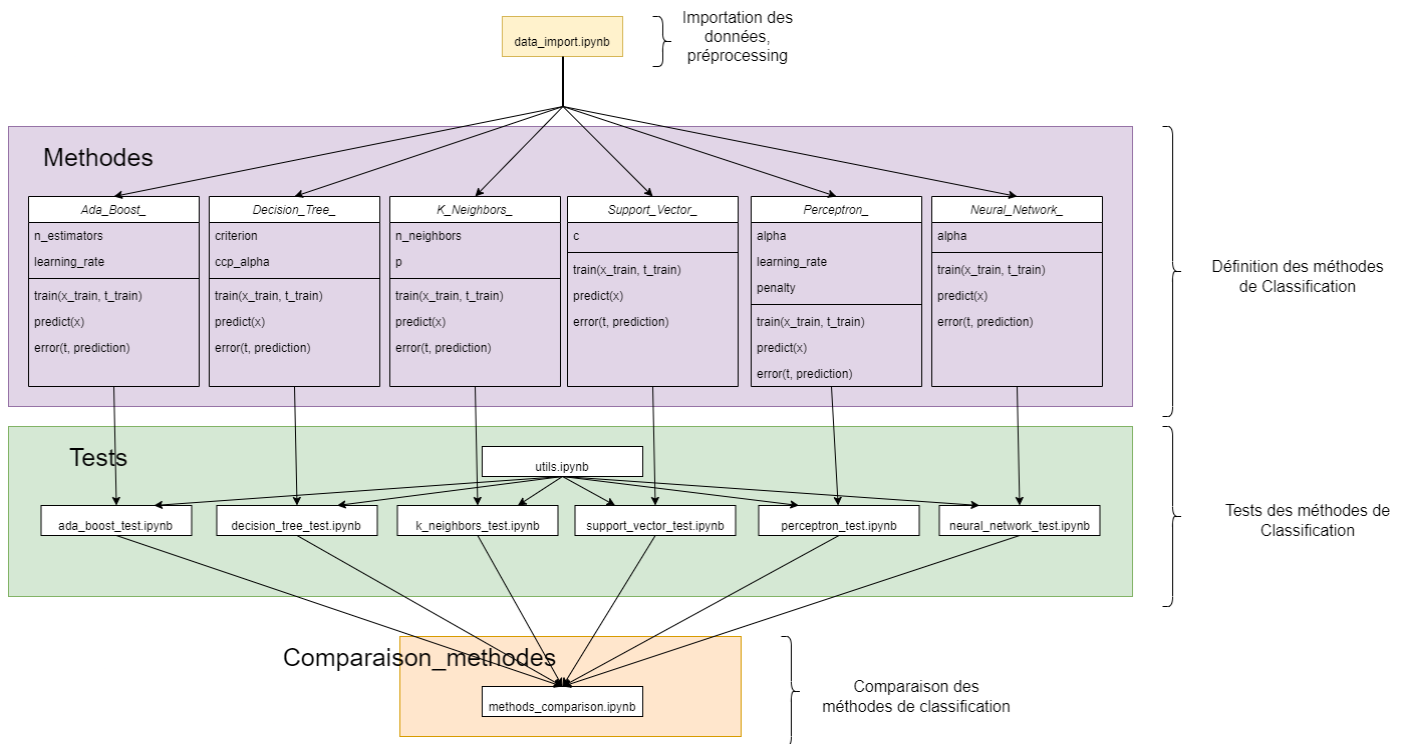 data_import.ipynb
Importation des
données,
préprocessing
Methodes
Ada_Boost_
n_estimators
learning_rate
train(x_train, t_train)
predict(x)
error(t, prediction)
Decision_Tree_
criterion
ccp_alpha
train(x_train, t_train)
predict(x)
error(t, prediction)
K_Neighbors_
n_neighbors
p
train(x_train, t_train)
predict(x)
error(t, prediction)
Support_Vector_
c
train(x_train, t_train)
predict(x)
error(t, prediction)
Perceptron_
alpha
learning_rate
penalty
train(x_train, t_train)
predict(x)
error(t, prediction)
Neural_Network_
alpha
train(x_train, t_train)
predict(x)
error(t, prediction)
Définition des méthodes
de Classification
Tests
utils.ipynb
ada_boost_test.ipynb
decision_tree_test.ipynb
k_neighbors_test.ipynb
support_vector_test.ipynb
perceptron_test.ipynb
neural_network_test.ipynb
Tests des méthodes de
Classification
Comparaison_methodes
methods_comparison.ipynb
Comparaison des
méthodes de classification